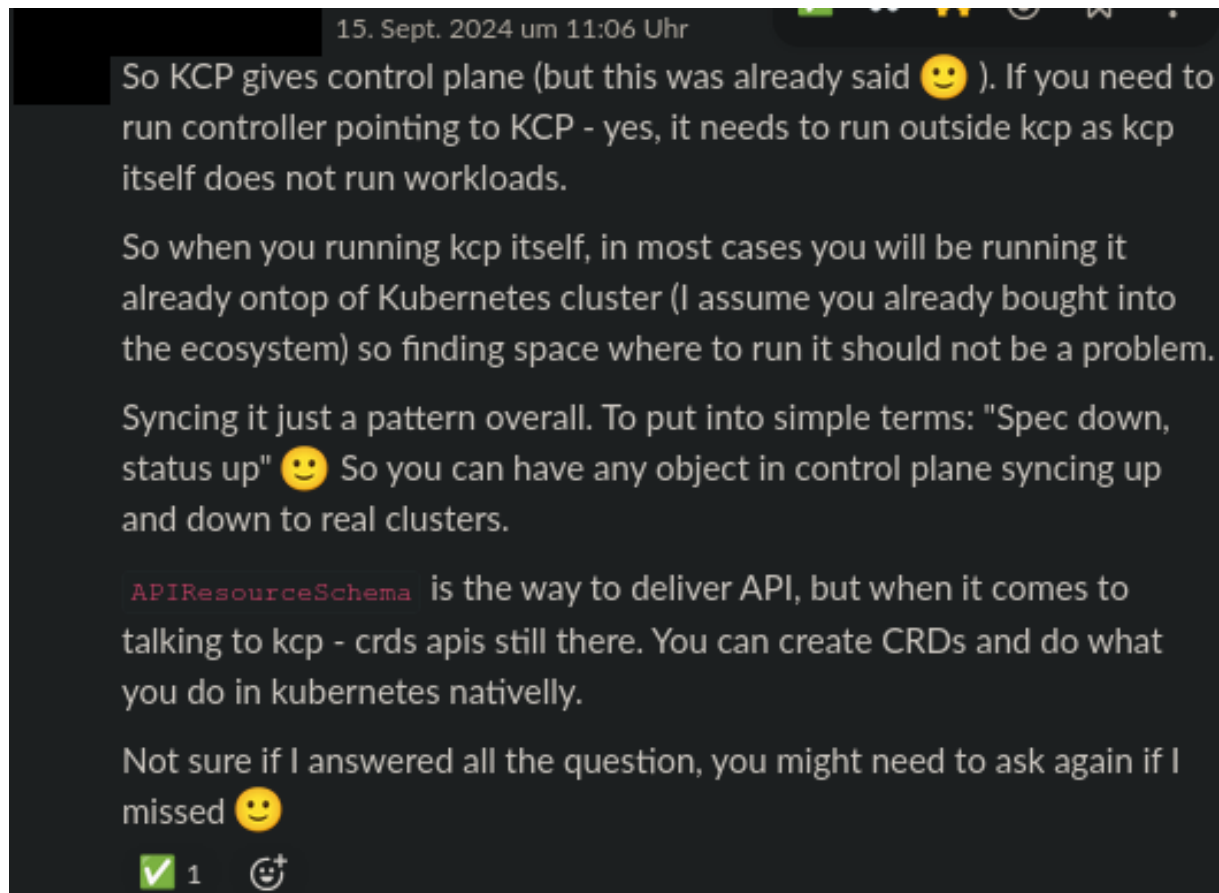 15. Sept. 2024 um 11:06 Uhr
So KCP gives control plane (but this was already said 🙂 ). If you need to
run controller pointing to KCP - yes, it needs to run outside kcp as kcp
itself does not run workloads.
So when you running kcp itself, in most cases you will be running it
already ontop of Kubernetes cluster (I assume you already bought into
the ecosystem) so finding space where to run it should not be a problem.
Syncing it just a pattern overall. To put into simple terms: "Spec down,
status up" 🙂 So you can have any object in control plane syncing up
and down to real clusters.
APIResourceSchema is the way to deliver API, but when it comes to
talking to kcp - crds apis still there. You can create CRDs and do what
you do in kubernetes nativelly.
Not sure if I answered all the question, you might need to ask again if I
missed 🙂
✅ 1